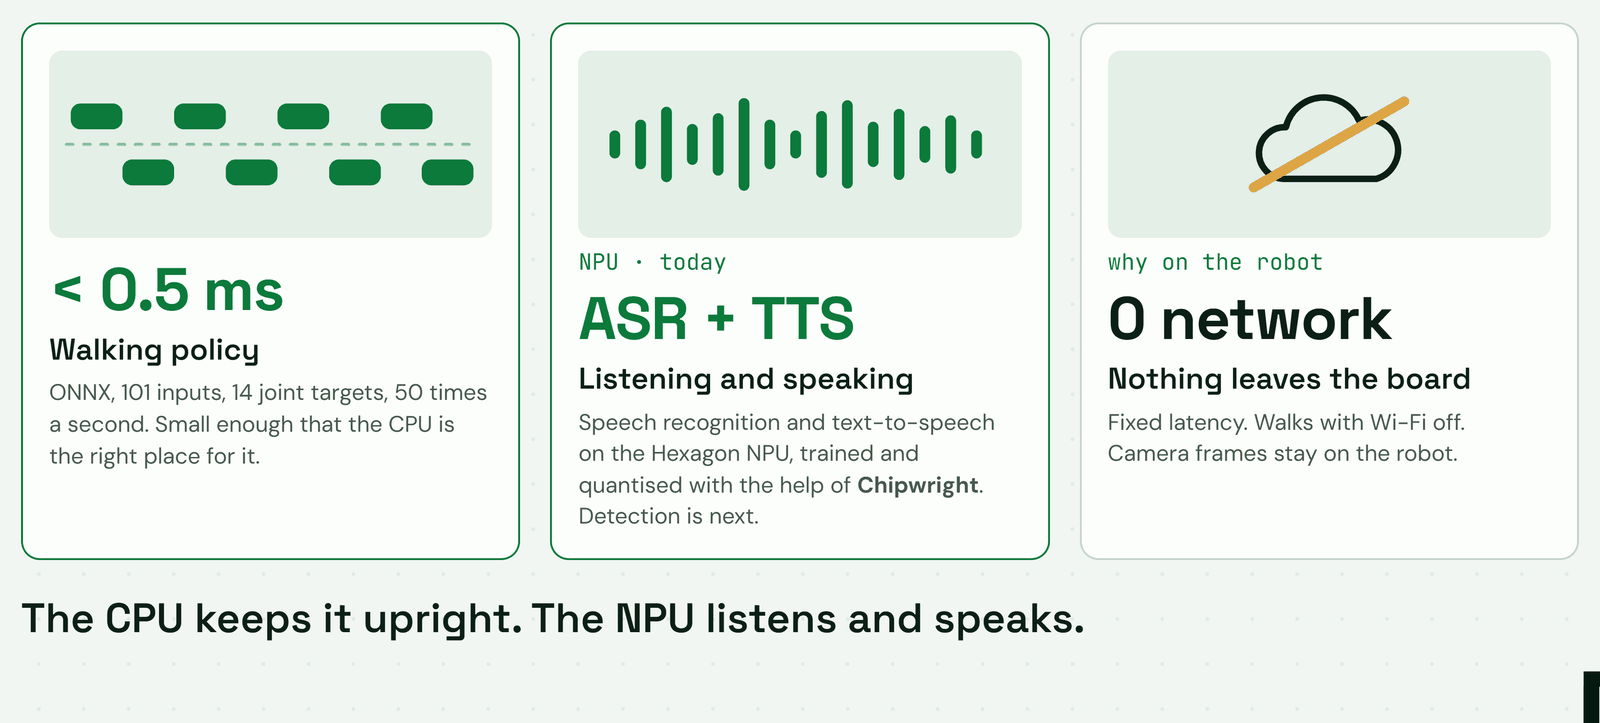 < 0.5 ms
Walking policy
ONNX, 101 inputs, 14 joint targets, 50 times
a second. Small enough that the CPU is
the right place for it.
NPU · today
ASR + TTS
Listening and speaking
Speech recognition and text-to-speech
on the Hexagon NPU, trained and
quantised with the help of Chipwright.
Detection is next.
why on the robot
0 network
Nothing leaves the board
Fixed latency. Walks with Wi-Fi off.
Camera frames stay on the robot.
The CPU keeps it upright. The NPU listens and speaks.